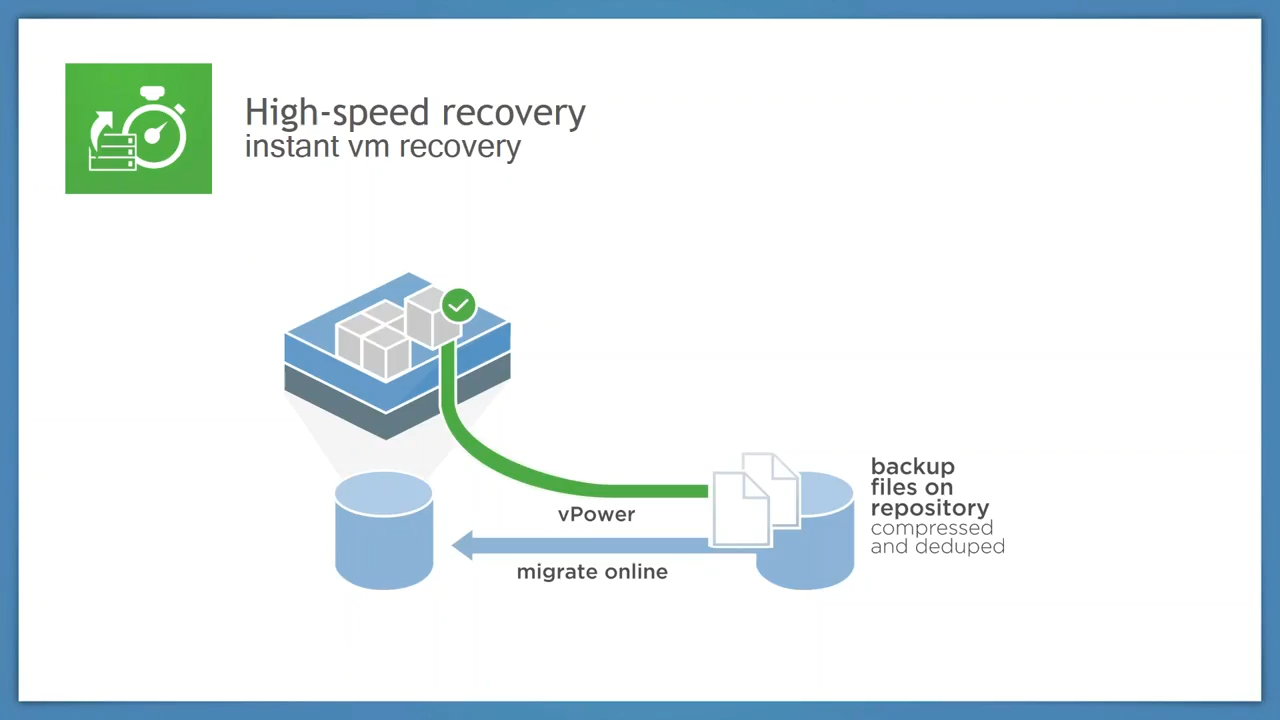 High-speed recovery
instant vm recovery
backup
files on
repository
compressed
and deduped
vPower
migrate online